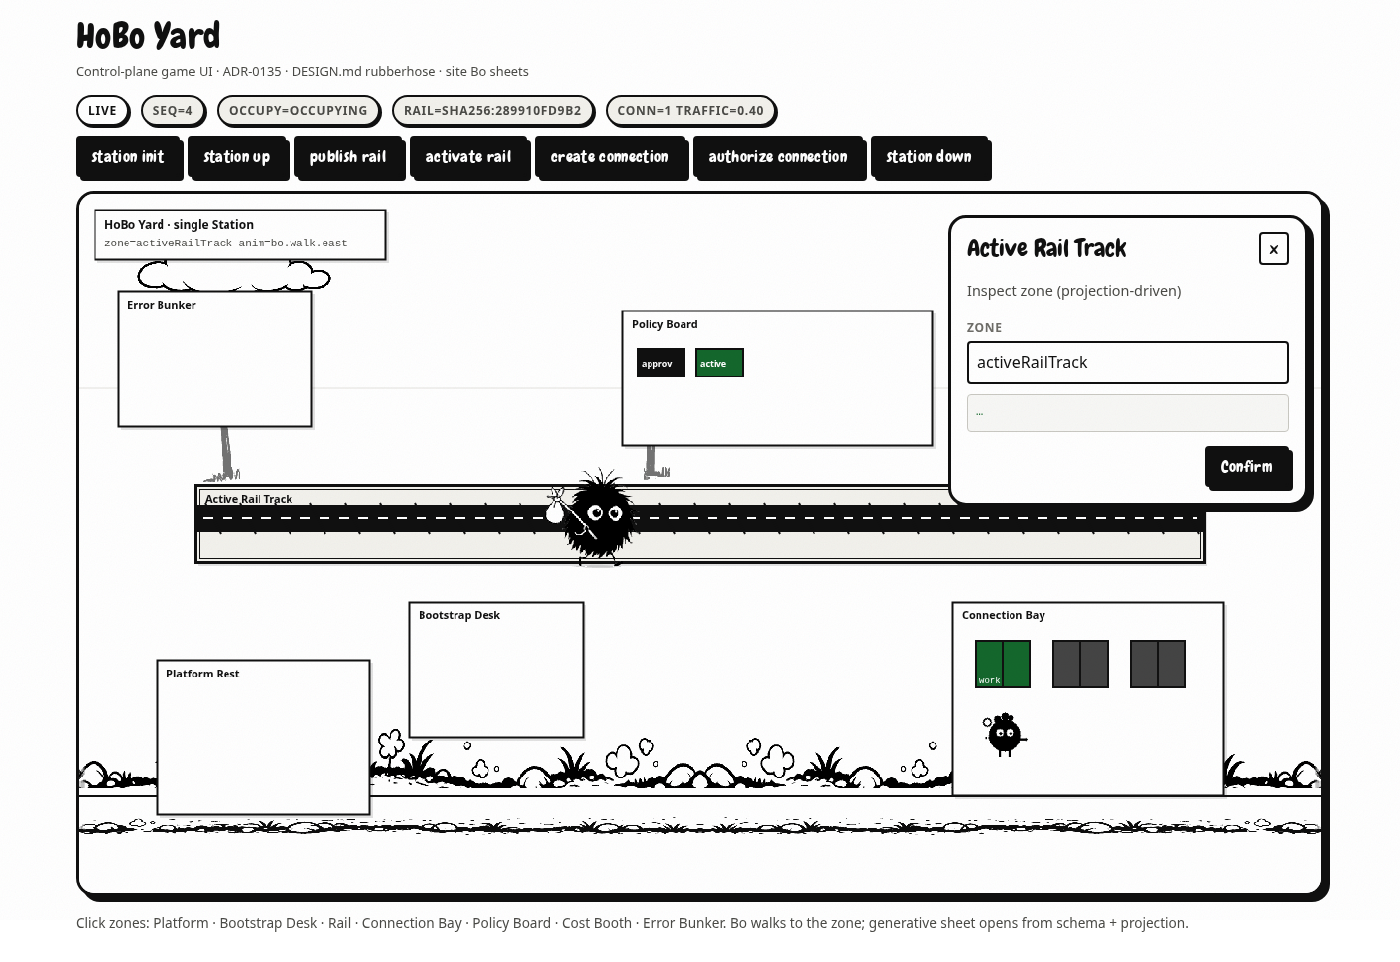 HoBo Yard
Control-plane game UI · ADR-0135 · DESIGN.md rubberhose · site Bo sheets
LIVE
SEQ=4
OCCUPY=OCCUPYING
RAIL=SHA256:289910FD9B2
CONN=1 TRAFFIC=0.40
station init
station up
publish rail
activate rail
create connection
authorize connection
station down
HoBo Yard · single Station
zone=activeRailTrack anim=bo.walk.east
Error Bunker
Policy Board
approv
active
Active Rail Track
x
Inspect zone (projection-driven)
ZONE
activeRailTrack
…
Confirm
Active Rail Track
Bootstrap Desk
Connection Bay
work
Platform Rest
Click zones: Platform · Bootstrap Desk · Rail · Connection Bay · Policy Board · Cost Booth · Error Bunker. Bo walks to the zone; generative sheet opens from schema + projection.